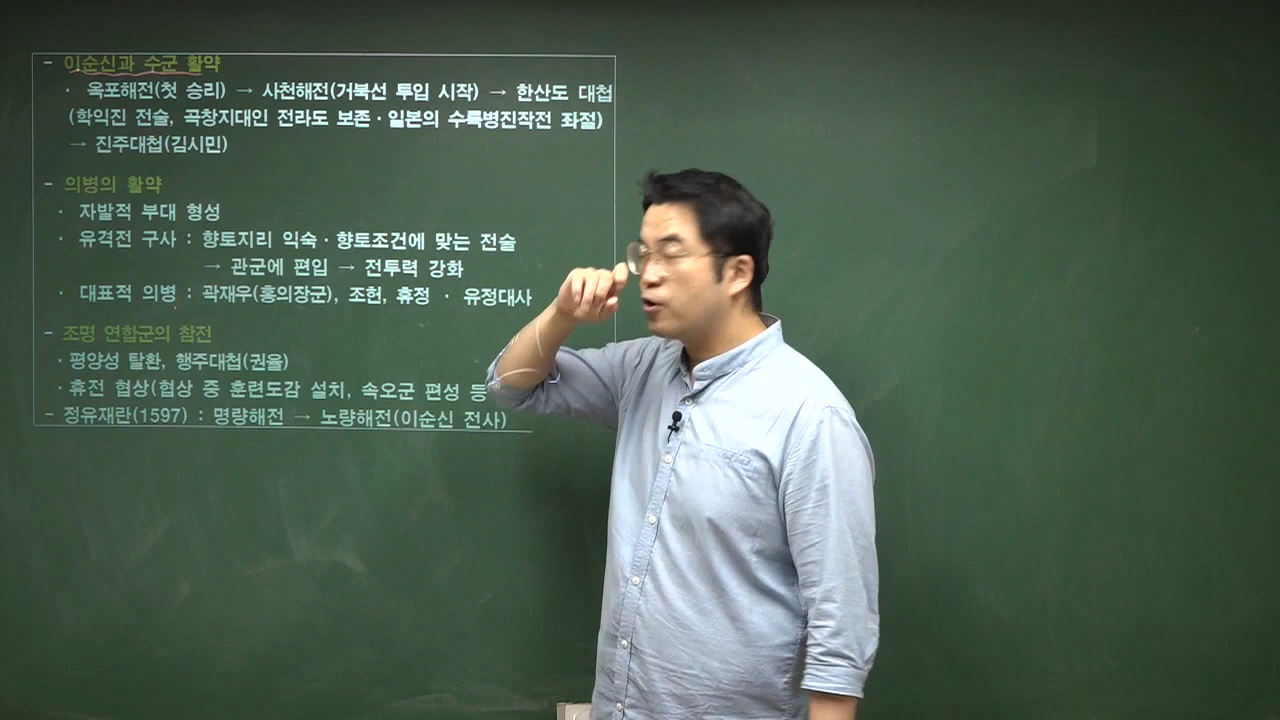 - 이순신과 수군 활약
· 옥포해전(첫 승리) → 사천해전(거북선 투입 시작) → 한산도 대첩
(학익진 전술, 곡창지대인 전라도 보존·일본의 수륙병진작전 좌절)
→ 진주대첩(김시민)
- 의병의 활약
· 자발적 부대 형성
· 유격전 구사 : 향토지리 익숙·향토조건에 맞는 전술
→ 관군에 편입 → 전투력 강화
· 대표적 의병 : 곽재우(홍의장군), 조헌, 휴정 · 유정대사
- 조명 연합군의 참전
·평양성 탈환, 행주대첩(권율)
·휴전 협상(협상 중 훈련도감 설치, 속오군 편성 등
- 정유재란(1597) : 명량해전 → 노량해전(이순신 전사)